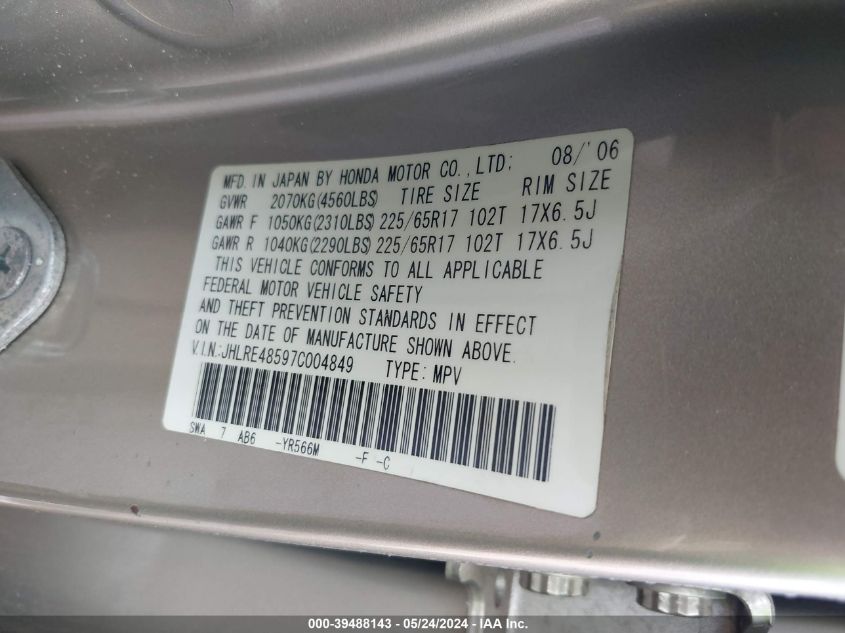 MFD. IN JAPAN BY HONDA MOTOR CO.,LTD; 08/'06
GVWR 2070KG(4560LBS) TIRE SIZE RIM SIZE
GAWR F 1050KG(2310LBS) 225/65R17 102T 17X6.5J
GAWR R 1040KG(2290LBS) 225/65R17 102T 17X6.5J
THIS VEHICLE CONFORMS TO ALL APPLICABLE
FEDERAL MOTOR VEHICLE SAFETY
AND THEFT PREVENTION STANDARDS IN EFFECT
ON THE DATE OF MANUFACTURE SHOWN ABOVE.
V.I.N:JHLRE48597C004849 TYPE: MPV
SWA 7 AB6 -YR566M -F -C
000-39488143 - 05/24/2024 - IAA Inc.